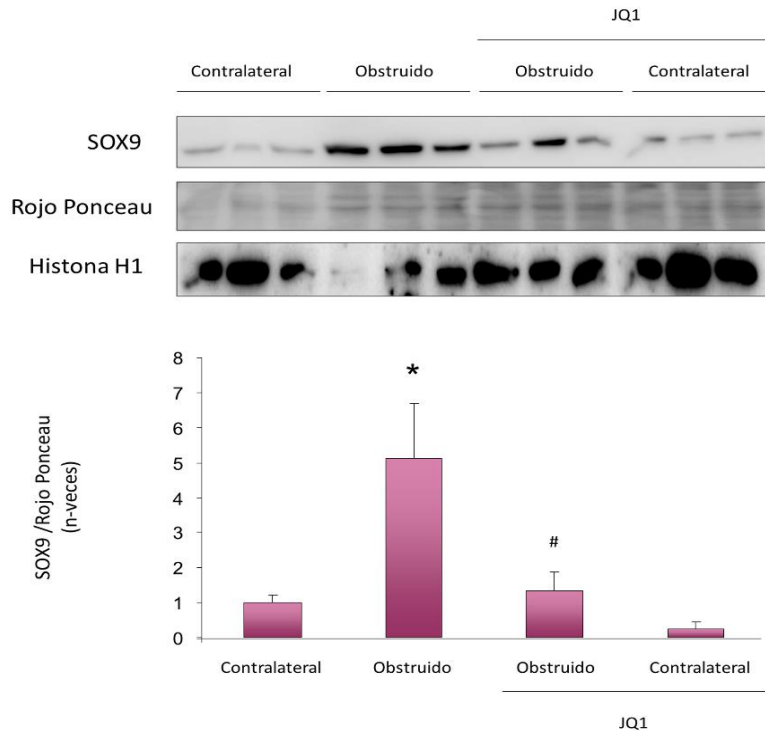 JQ1
Contralateral Obstruido Obstruido Contralateral
SOX9
Rojo Ponceau
Histona H1
8
*
7
6
5
4
3
#
2
1
0
SOX9 /Rojo Ponceau
(n-veces)
Contralateral Obstruido Obstruido Contralateral
JQ1